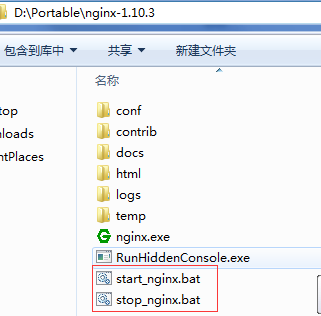 D:\Portable\nginx-1.10.3
包含到库中 共享 新建文件夹
名称
top
nloads
ntPlaces
conf
contrib
docs
html
logs
temp
nginx.exe
RunHiddenConsole.exe
start_nginx.bat
stop_nginx.bat